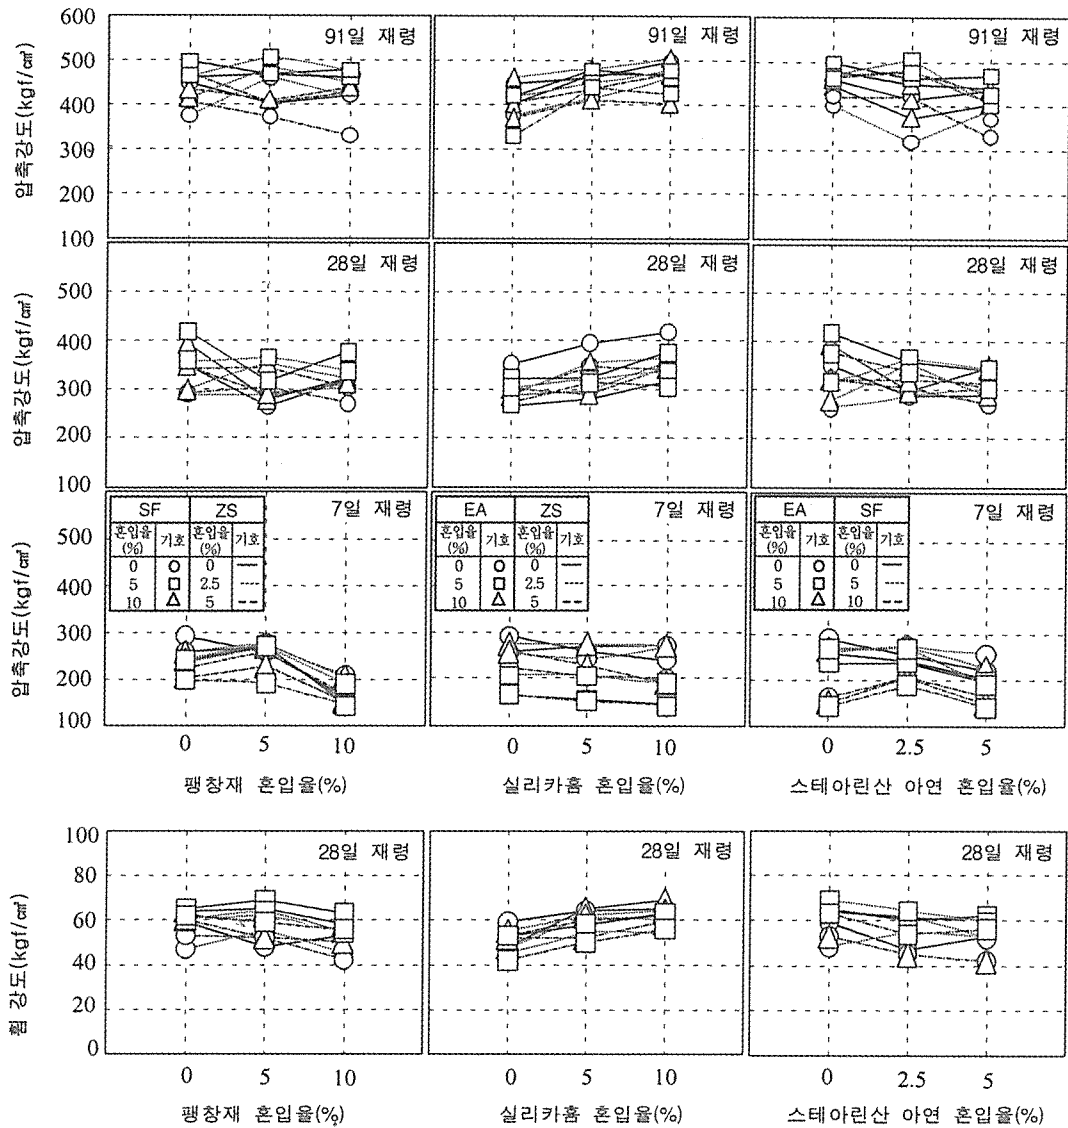 압축강도(kgf/㎠)
600
500
400
300
200
100
91일 재령
91일 재령
91일 재령
압축강도(kgf/㎠)
500
400
300
200
100
28일 재령
28일 재령
28일 재령
압축강도(kgf/㎠)
500
400
300
200
100
7일 재령
SF ZS
혼입율(%) 기호 혼입율(%) 기호
0 ○ 0 —
5 □ 2.5 ----
10 △ 5 -·-
7일 재령
EA ZS
혼입율(%) 기호 혼입율(%) 기호
0 ○ 0 —
5 □ 2.5 ----
10 △ 5 -·-
7일 재령
EA SF
혼입율(%) 기호 혼입율(%) 기호
0 ○ 0 —
5 □ 5 ----
10 △ 10 -·-
0 5 10
0 5 10
0 2.5 5
팽창재 혼입율(%)
실리카흄 혼입율(%)
스테아린산 아연 혼입율(%)
휨 강도(kgf/㎠)
100
80
60
40
20
0
28일 재령
28일 재령
28일 재령
0 5 10
0 5 10
0 2.5 5
팽창재 혼입율(%)
실리카흄 혼입율(%)
스테아린산 아연 혼입율(%)